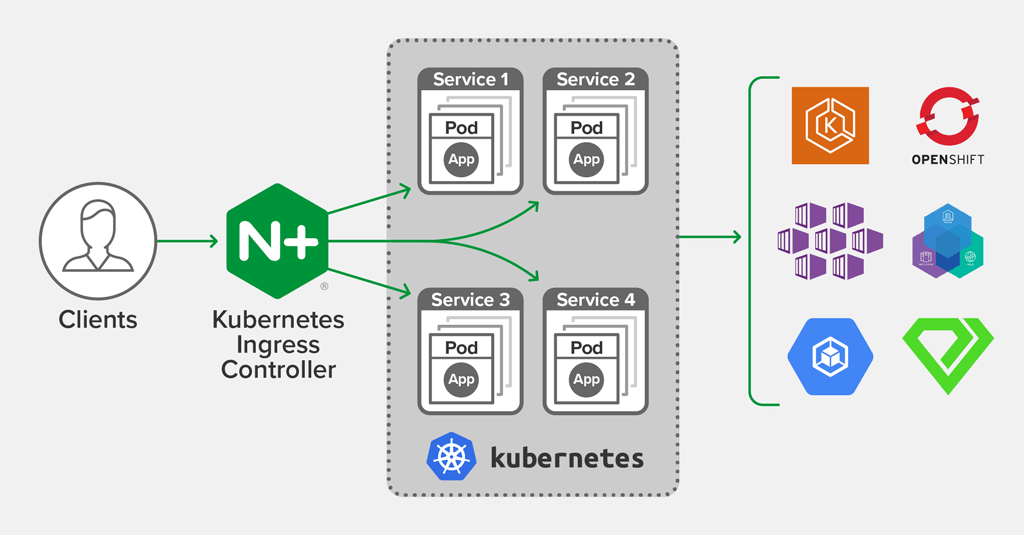 Clients
N+
®
Kubernetes
Ingress
Controller
Service 1
Pod
App
Service 2
Pod
App
Service 3
Pod
App
Service 4
Pod
App
kubernetes
K
OPENSHIFT